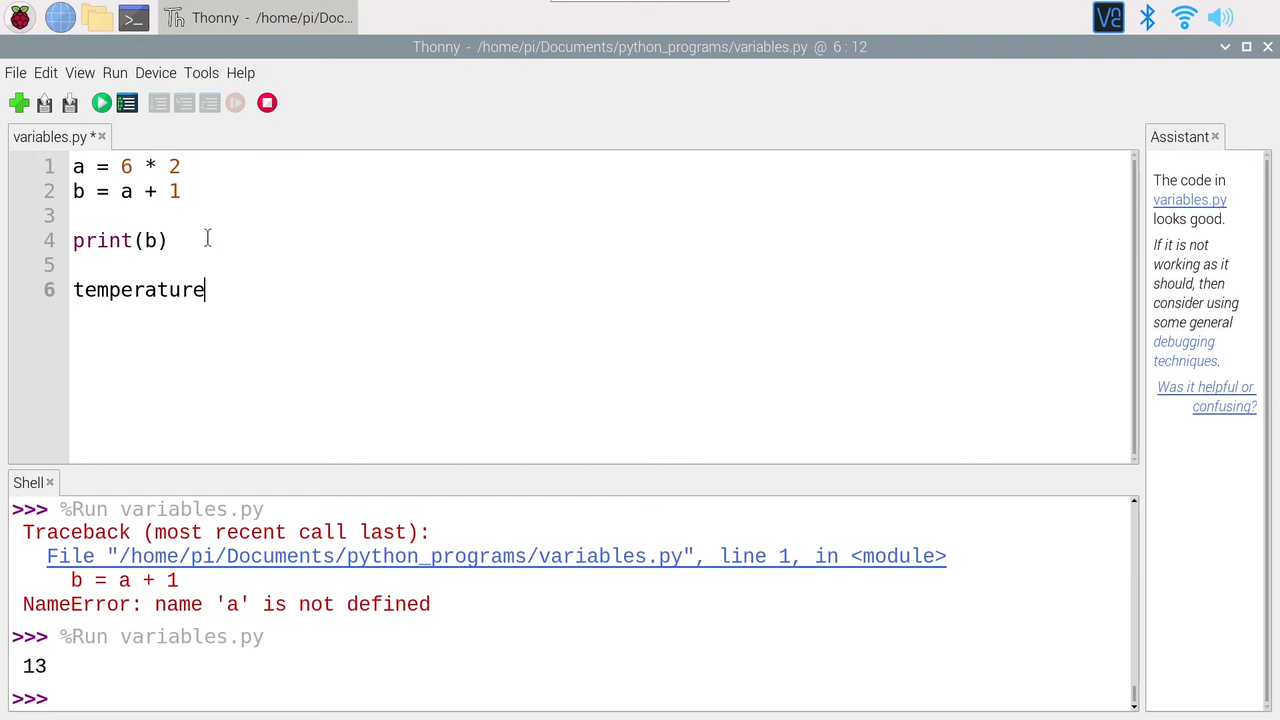 Thonny - /home/pi/Doc...
Thonny - /home/pi/Documents/python_programs/variables.py @ 6 : 12
File Edit View Run Device Tools Help
variables.py *
1 a = 6 * 2
2 b = a + 1
3
4 print(b)
5
6 temperature
Assistant
The code in
variables.py
looks good.
If it is not
working as it
should, then
consider using
some general
debugging
techniques.
Was it helpful or
confusing?
Shell
>>> %Run variables.py
Traceback (most recent call last):
File "/home/pi/Documents/python_programs/variables.py", line 1, in <module>
b = a + 1
NameError: name 'a' is not defined
>>> %Run variables.py
13
>>>